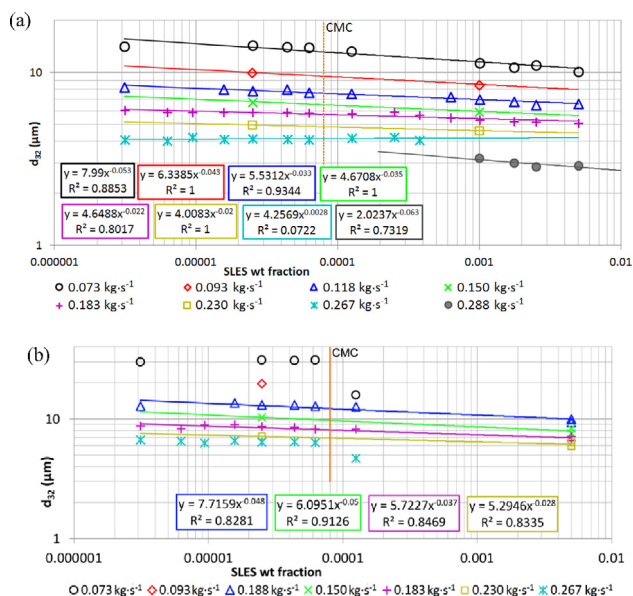 (a)
CMC
10
d32 (µm)
y = 7.99x^-0.053
R² = 0.8853
y = 6.3385x^-0.043
R² = 1
y = 5.5312x^-0.033
R² = 0.9344
y = 4.6708x^-0.035
R² = 1
y = 4.6488x^-0.022
R² = 0.8017
y = 4.0083x^-0.02
R² = 1
y = 4.2569x^0.0028
R² = 0.0722
y = 2.0237x^-0.063
R² = 0.7319
1
0.000001 0.00001 0.0001 0.001 0.01
SLES wt fraction
0.073 kg·s⁻¹ 0.093 kg·s⁻¹ 0.118 kg·s⁻¹ 0.150 kg·s⁻¹
0.183 kg·s⁻¹ 0.230 kg·s⁻¹ 0.267 kg·s⁻¹ 0.288 kg·s⁻¹
(b)
CMC
10
d32 (µm)
y = 7.7159x^-0.048
R² = 0.8281
y = 6.0951x^-0.05
R² = 0.9126
y = 5.7227x^-0.037
R² = 0.8469
y = 5.2946x^-0.028
R² = 0.8335
1
0.000001 0.00001 0.0001 0.001 0.01
SLES wt fraction
0.073 kg·s⁻¹ 0.093 kg·s⁻¹ 0.188 kg·s⁻¹ 0.150 kg·s⁻¹ 0.183 kg·s⁻¹ 0.230 kg·s⁻¹
0.267 kg·s⁻¹